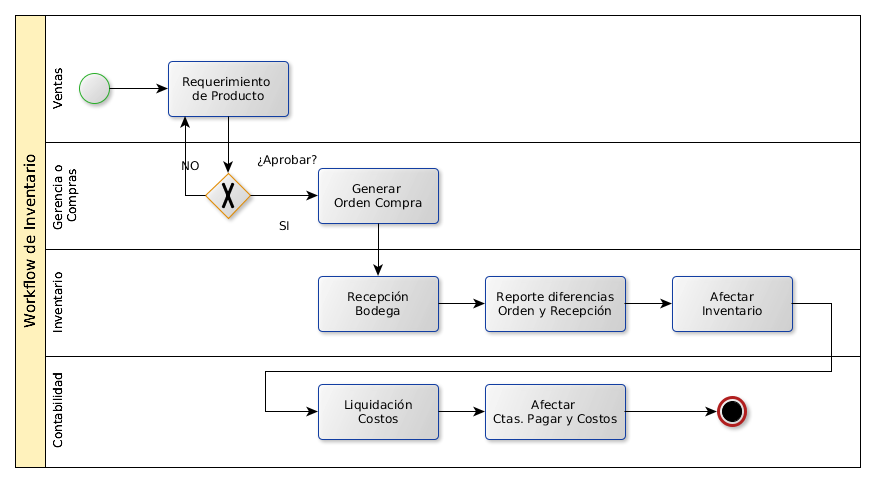 Workflow de Inventario
Ventas
Requerimiento
de Producto
Gerencia o
Compras
NO
¿Aprobar?
X
SI
Generar
Orden Compra
Inventario
Recepción
Bodega
Reporte diferencias
Orden y Recepción
Afectar
Inventario
Contabilidad
Liquidación
Costos
Afectar
Ctas. Pagar y Costos